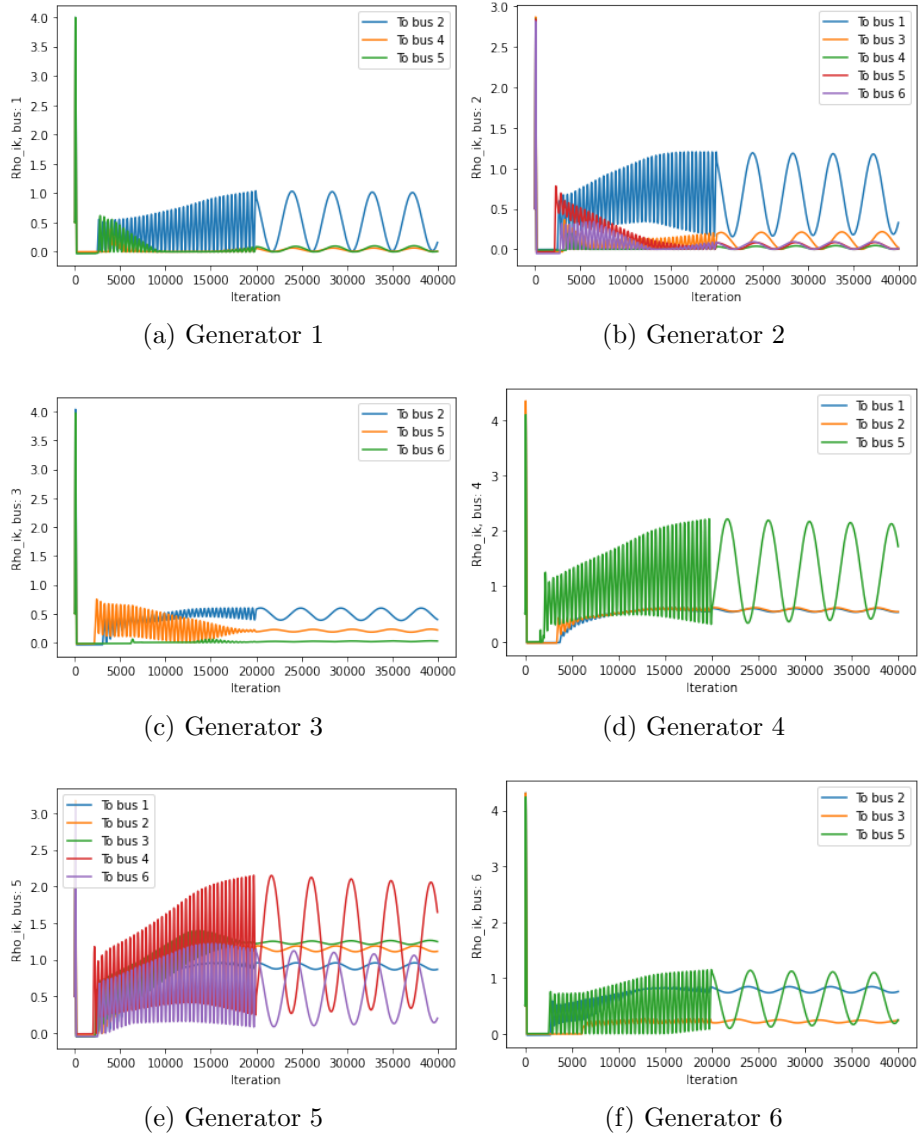 4.0
3.5
3.0
2.5
2.0
1.5
1.0
0.5
0.0
Rho_ik, bus: 1
To bus 2
To bus 4
To bus 5
0 5000 10000 15000 20000 25000 30000 35000 40000
Iteration
(a) Generator 1
3.0
2.5
2.0
1.5
1.0
0.5
0.0
Rho_ik, bus: 2
To bus 1
To bus 3
To bus 4
To bus 5
To bus 6
0 5000 10000 15000 20000 25000 30000 35000 40000
Iteration
(b) Generator 2
4.0
3.5
3.0
2.5
2.0
1.5
1.0
0.5
0.0
Rho_ik, bus: 3
To bus 2
To bus 5
To bus 6
0 5000 10000 15000 20000 25000 30000 35000 40000
Iteration
(c) Generator 3
4
3
2
1
0
Rho_ik, bus: 4
To bus 1
To bus 2
To bus 5
0 5000 10000 15000 20000 25000 30000 35000 40000
Iteration
(d) Generator 4
3.0
2.5
2.0
1.5
1.0
0.5
0.0
Rho_ik, bus: 5
To bus 1
To bus 2
To bus 3
To bus 4
To bus 6
0 5000 10000 15000 20000 25000 30000 35000 40000
Iteration
(e) Generator 5
4
3
2
1
0
Rho_ik, bus: 6
To bus 2
To bus 3
To bus 5
0 5000 10000 15000 20000 25000 30000 35000 40000
Iteration
(f) Generator 6